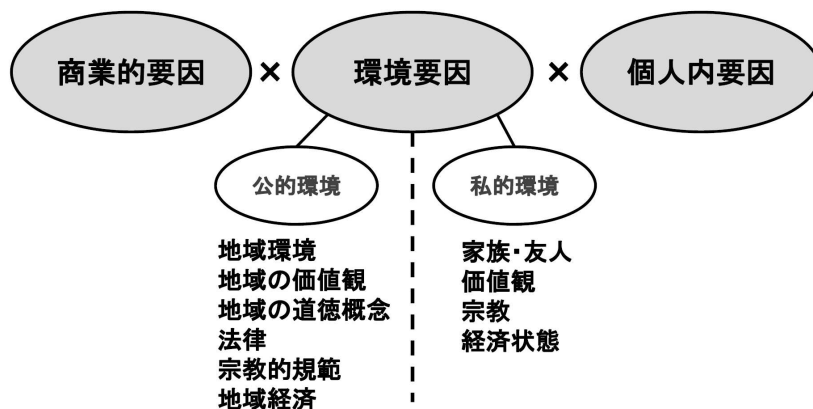 商業的要因 × 環境要因 × 個人内要因
公的環境
私的環境
地域環境
地域の価値観
地域の道徳概念
法律
宗教的規範
地域経済
家族・友人
価値観
宗教
経済状態